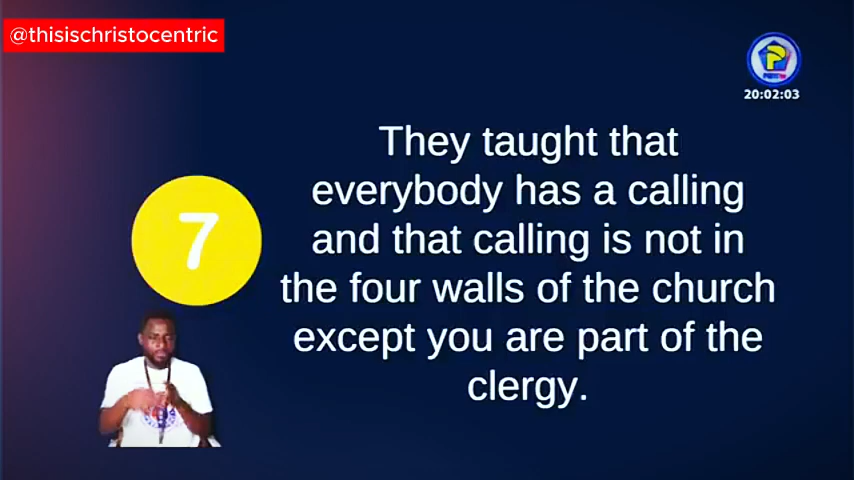 @thisischristocentric
P
20:02:03
They taught that
everybody has a calling
7
and that calling is not in
the four walls of the church
except you are part of the
clergy.